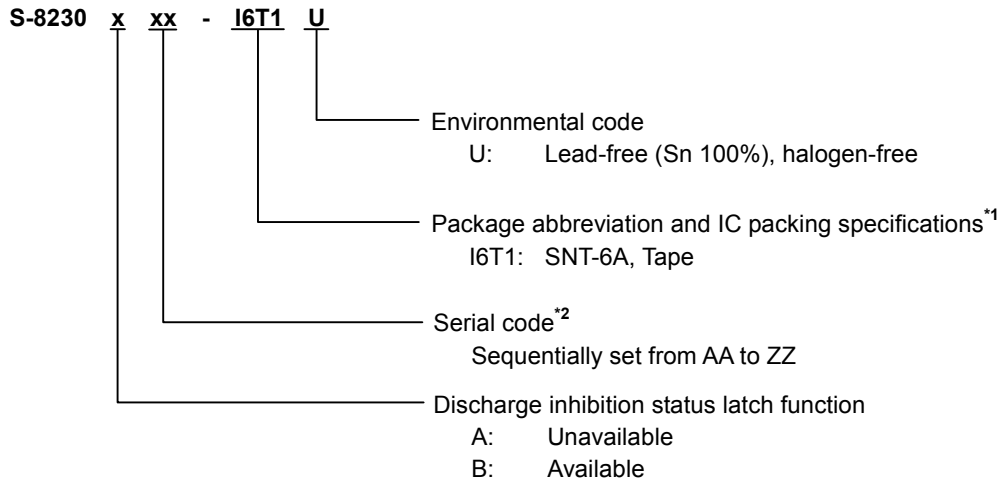 S-8230 x xx - I6T1 U
Environmental code
U: Lead-free (Sn 100%), halogen-free
Package abbreviation and IC packing specifications*1
I6T1: SNT-6A, Tape
Serial code*2
Sequentially set from AA to ZZ
Discharge inhibition status latch function
A: Unavailable
B: Available